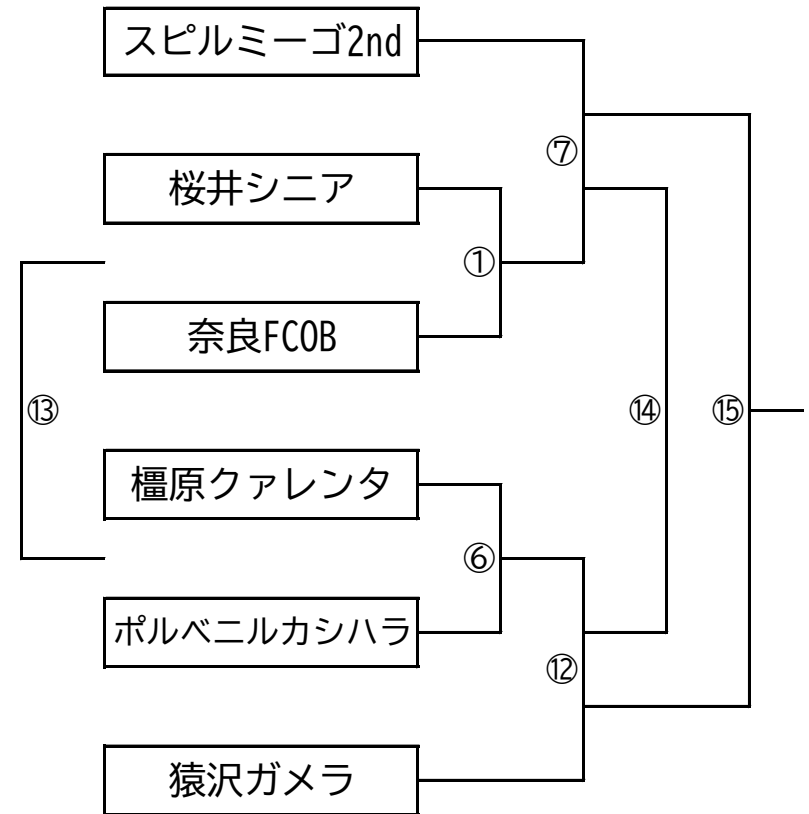 スピルミーゴ2nd
⑦
桜井シニア
①
奈良FCOB
⑬
⑭
⑮
橿原クァレンタ
⑥
ポルベニルカシハラ
⑫
猿沢ガメラ